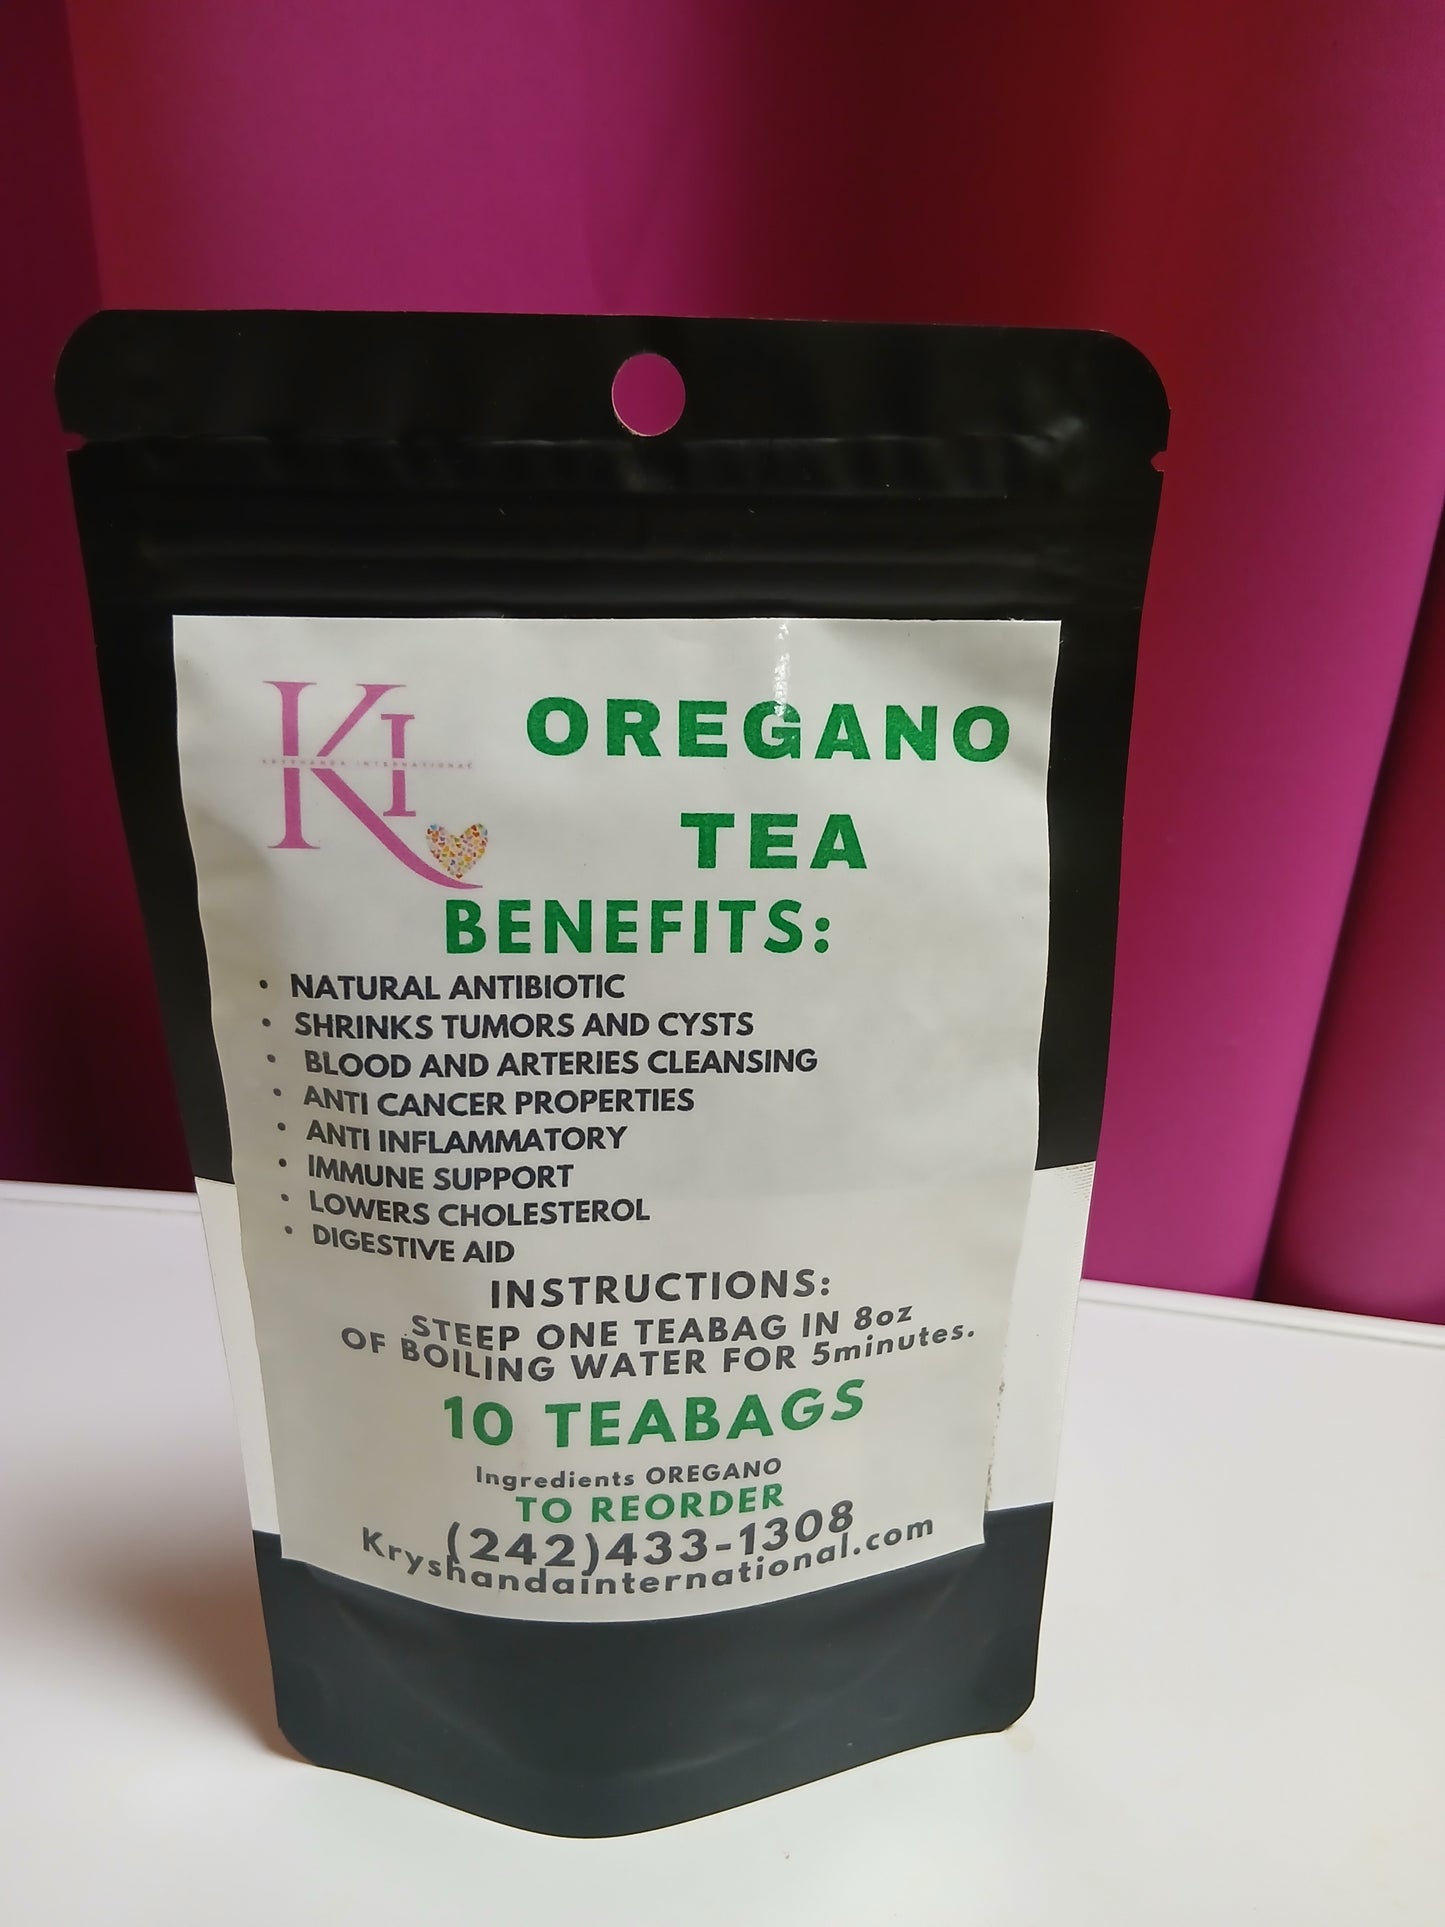 KI
KRYSHANDA INTERNATIONAL
OREGANO
TEA
BENEFITS:
• NATURAL ANTIBIOTIC
• SHRINKS TUMORS AND CYSTS
• BLOOD AND ARTERIES CLEANSING
• ANTI CANCER PROPERTIES
• ANTI INFLAMMATORY
• IMMUNE SUPPORT
• LOWERS CHOLESTEROL
• DIGESTIVE AID
INSTRUCTIONS:
STEEP ONE TEABAG IN 8oz
OF BOILING WATER FOR 5minutes.
10 TEABAGS
Ingredients OREGANO
TO REORDER
(242)433-1308
Kryshandainternational.com